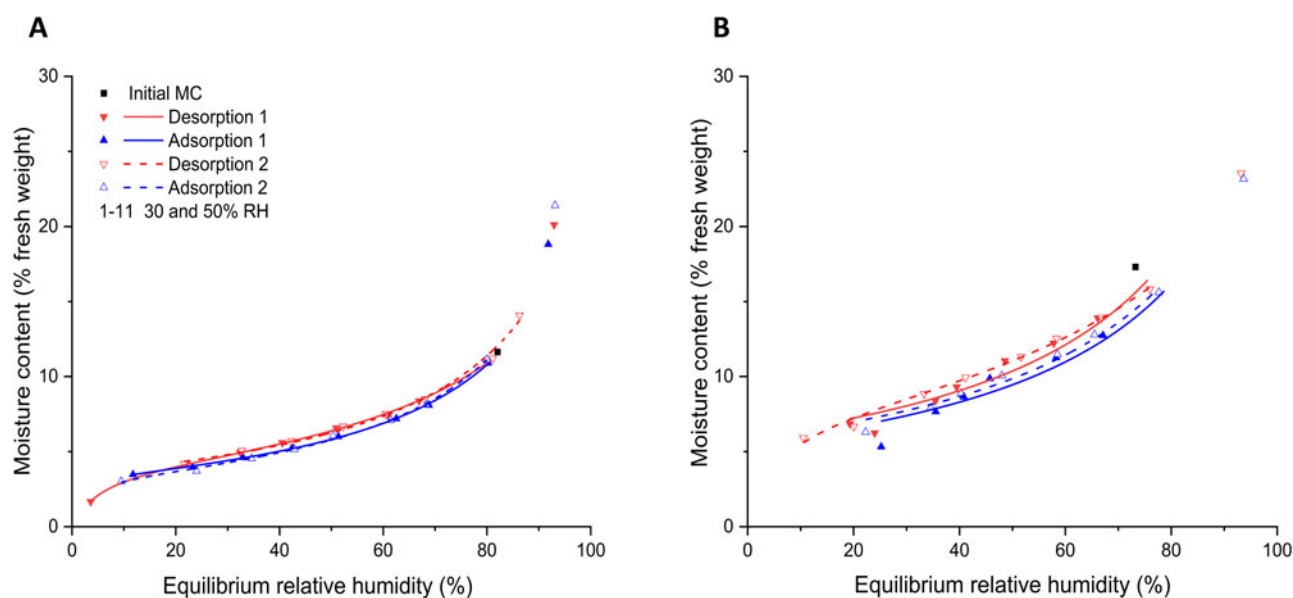 A
Moisture content (% fresh weight)
30
20
10
0
Initial MC
Desorption 1
Adsorption 1
Desorption 2
Adsorption 2
1-11 30 and 50% RH
0 20 40 60 80 100
Equilibrium relative humidity (%)
B
Moisture content (% fresh weight)
30
20
10
0
20 40 60 80 100
Equilibrium relative humidity (%)